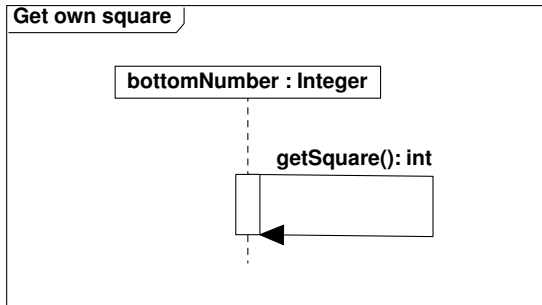 Get own square
bottomNumber : Integer
getSquare(): int